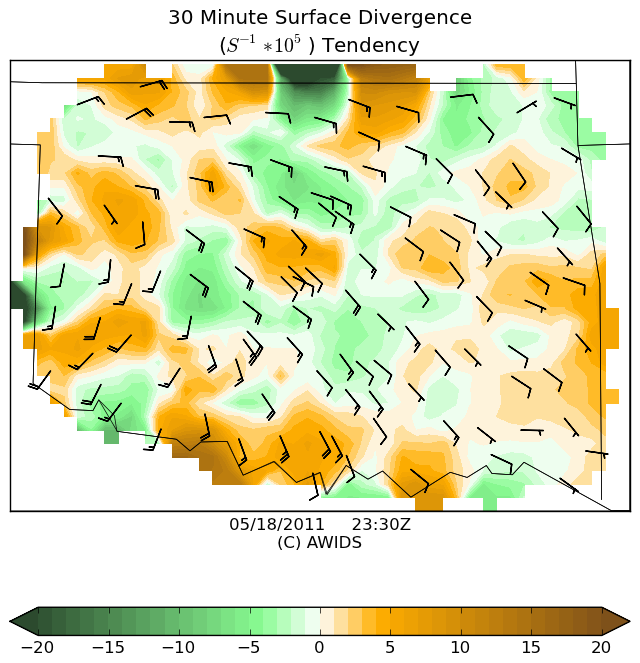 30 Minute Surface Divergence
(S⁻¹ *10⁵ ) Tendency
05/18/2011 23:30Z
(C) AWIDS
−20 −15 −10 −5 0 5 10 15 20